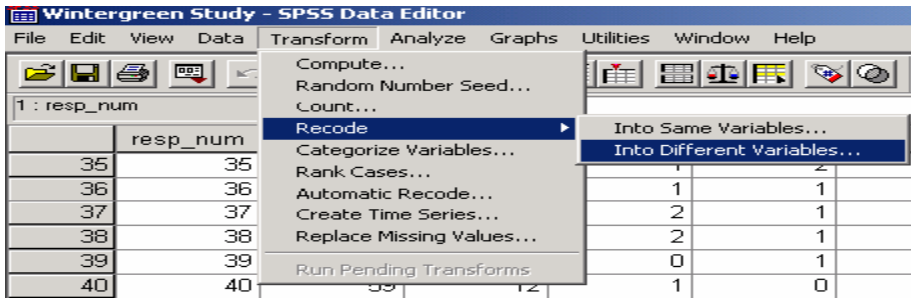 Wintergreen Study - SPSS Data Editor
File Edit View Data Transform Analyze Graphs Utilities Window Help
1 : resp_num
Compute...
Random Number Seed...
Count...
Recode
Categorize Variables...
Rank Cases...
Automatic Recode...
Create Time Series...
Replace Missing Values...
Run Pending Transforms
Into Same Variables...
Into Different Variables...
resp_num
35 35
36 36 1 1
37 37 2 1
38 38 2 1
39 39 0 1
40 40 1 0